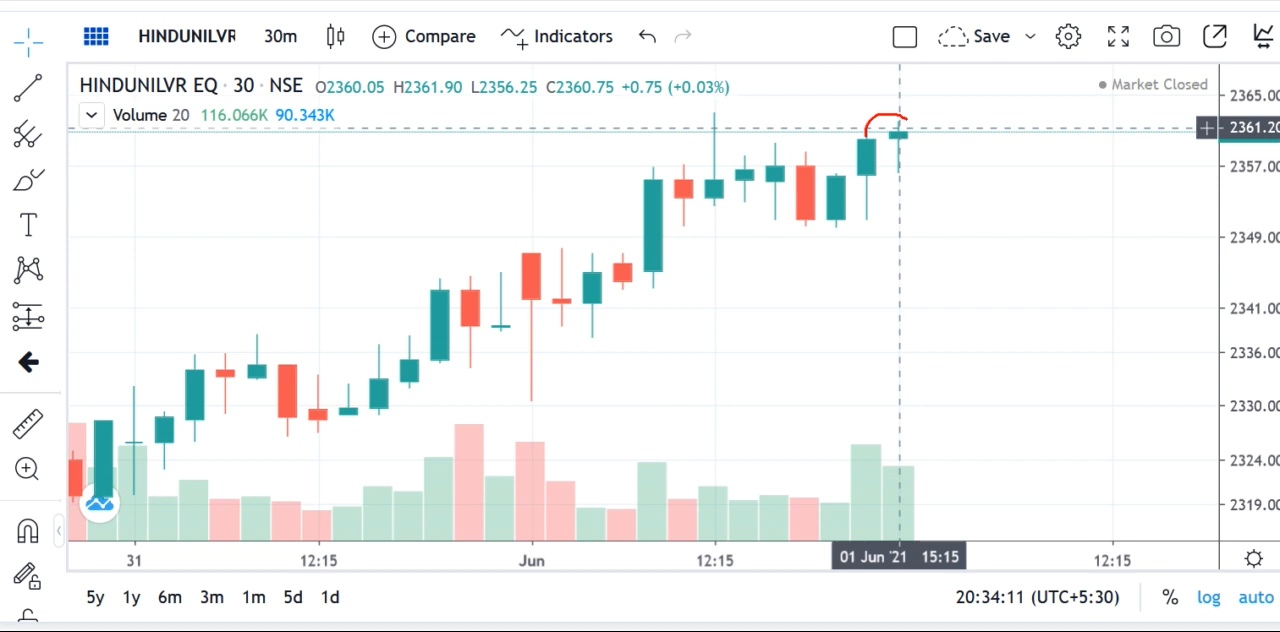 HINDUNILVR 30m Compare Indicators Save
HINDUNILVR EQ · 30 · NSE O2360.05 H2361.90 L2356.25 C2360.75 +0.75 (+0.03%)
Market Closed
Volume 20 116.066K 90.343K
2365.00
2361.20
2357.00
2349.00
2341.00
2336.00
2330.00
2324.00
2319.00
31 12:15 Jun 12:15 01 Jun '21 15:15 12:15
5y 1y 6m 3m 1m 5d 1d 20:34:11 (UTC+5:30) % log auto